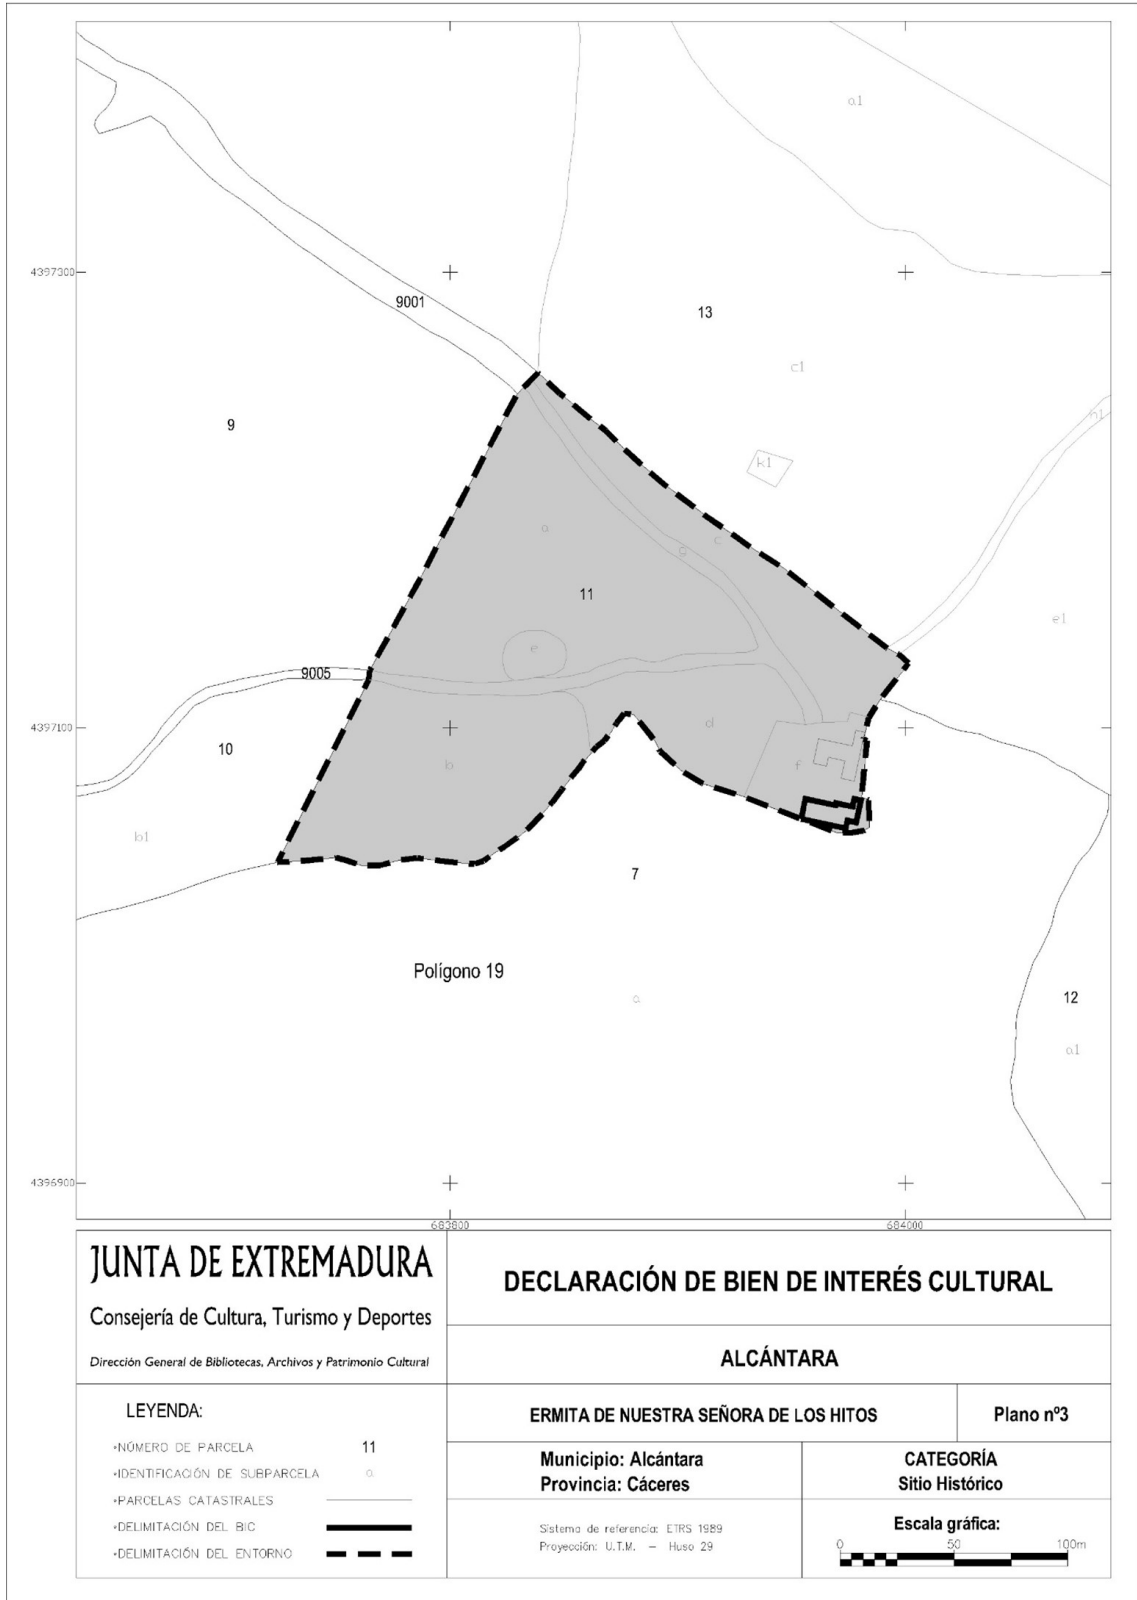 a1
4397300
9001
13
c1
h1
9
k1
a
c
g
11
e1
e
9005
d
4397100
10
b
f
b1
7
Polígono 19
a
12
a1
4396900
683800
684000
JUNTA DE EXTREMADURA
Consejería de Cultura, Turismo y Deportes
Dirección General de Bibliotecas, Archivos y Patrimonio Cultural
DECLARACIÓN DE BIEN DE INTERÉS CULTURAL
ALCÁNTARA
LEYENDA:
•NÚMERO DE PARCELA 11
•IDENTIFICACIÓN DE SUBPARCELA a
•PARCELAS CATASTRALES
•DELIMITACIÓN DEL BIC
•DELIMITACIÓN DEL ENTORNO
ERMITA DE NUESTRA SEÑORA DE LOS HITOS
Plano nº3
Municipio: Alcántara
Provincia: Cáceres
CATEGORÍA
Sitio Histórico
Sistema de referencia: ETRS 1989
Proyección: U.T.M. – Huso 29
Escala gráfica:
0 50 100m